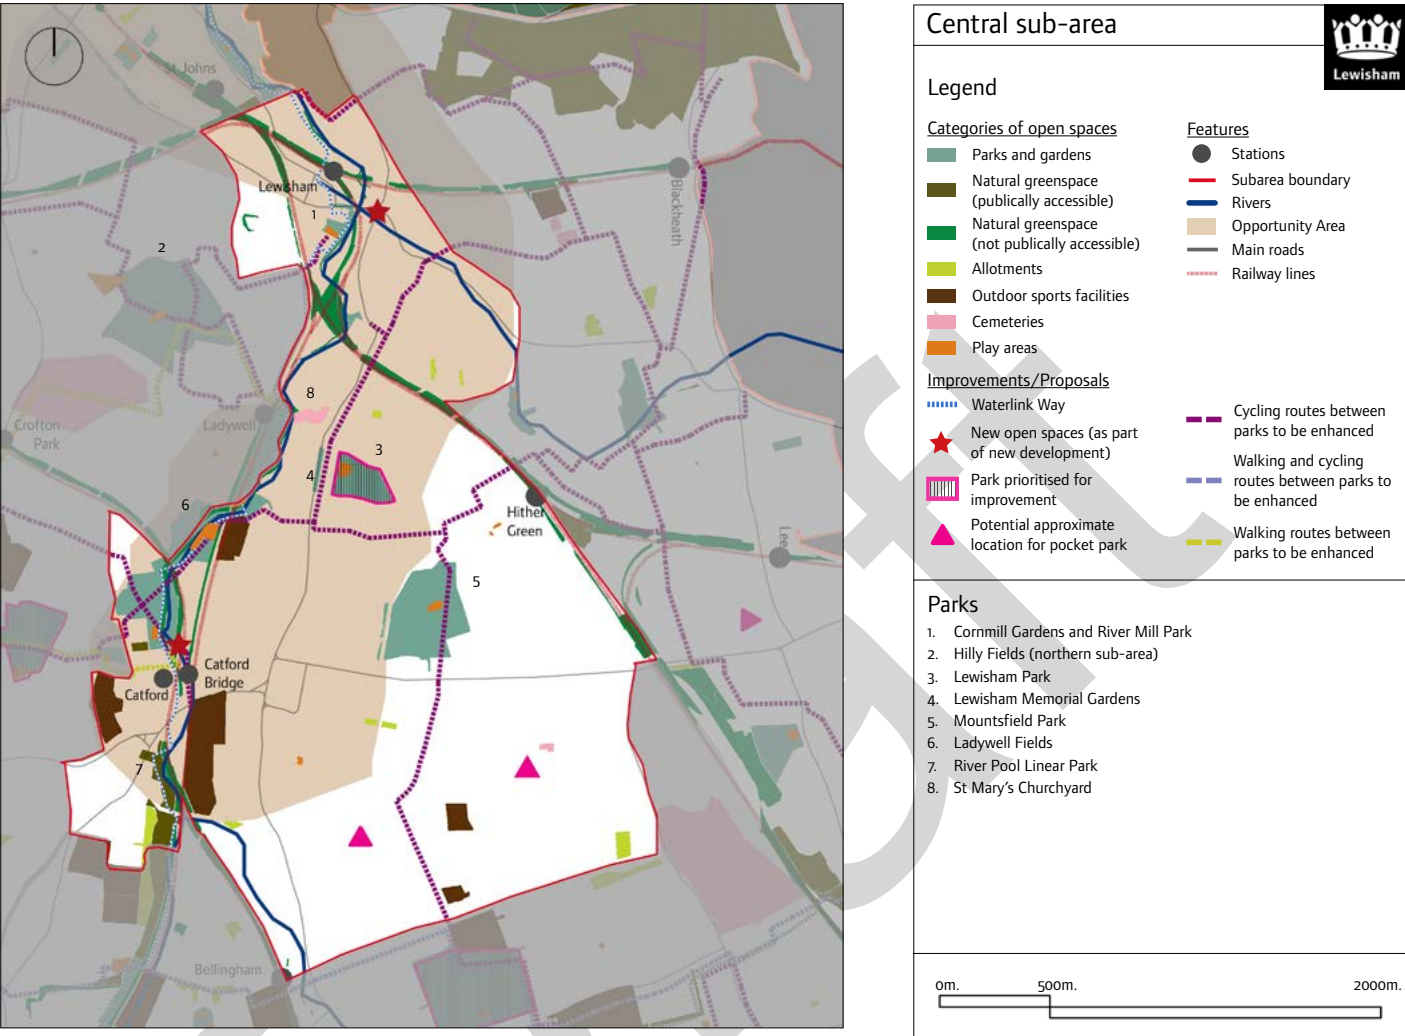 St Johns
Lewisham
1
Blackheath
2
8
Crofton
Park
Ladywell
3
4
6
Hither
Green
Lee
5
Catford
Bridge
Catford
7
Bellingham
Central sub-area
Lewisham
Legend
Categories of open spaces
Parks and gardens
Natural greenspace
(publically accessible)
Natural greenspace
(not publically accessible)
Allotments
Outdoor sports facilities
Cemeteries
Play areas
Features
Stations
Subarea boundary
Rivers
Opportunity Area
Main roads
Railway lines
Improvements/Proposals
Waterlink Way
New open spaces (as part
of new development)
Park prioritised for
improvement
Potential approximate
location for pocket park
Cycling routes between
parks to be enhanced
Walking and cycling
routes between parks to
be enhanced
Walking routes between
parks to be enhanced
Parks
1. Cornmill Gardens and River Mill Park
2. Hilly Fields (northern sub-area)
3. Lewisham Park
4. Lewisham Memorial Gardens
5. Mountsfield Park
6. Ladywell Fields
7. River Pool Linear Park
8. St Mary's Churchyard
0m. 500m. 2000m.